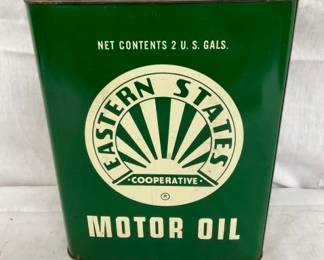 NET CONTENTS 2 U.S. GALS.
EASTERN STATES
·COOPERATIVE·
®
MOTOR OIL